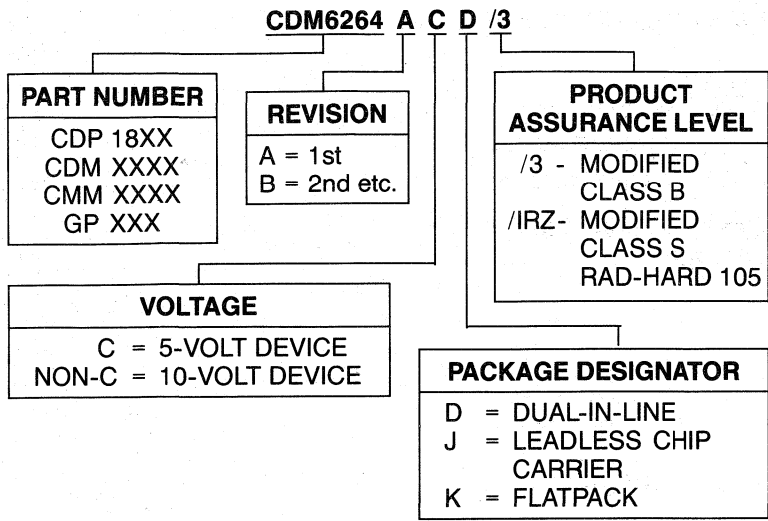 CDM6264 A C D /3
PART NUMBER
CDP 18XX
CDM XXXX
CMM XXXX
GP XXX
REVISION
A = 1st
B = 2nd etc.
PRODUCT
ASSURANCE LEVEL
/3 - MODIFIED
CLASS B
/IRZ- MODIFIED
CLASS S
RAD-HARD 105
VOLTAGE
C = 5-VOLT DEVICE
NON-C = 10-VOLT DEVICE
PACKAGE DESIGNATOR
D = DUAL-IN-LINE
J = LEADLESS CHIP
CARRIER
K = FLATPACK